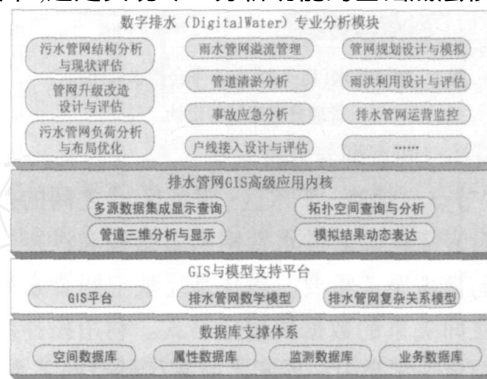 数字排水（DigitalWater）专业分析模块
污水管网结构分析
与现状评估
雨水管网溢流管理
管网规划设计与模拟
管网升级改造
设计与评估
管道清淤分析
雨洪利用设计与评估
污水管网负荷分析
与布局优化
事故应急分析
排水管网运营监控
户线接入设计与评估
……
排水管网GIS高级应用内核
多源数据集成显示查询
拓扑空间查询与分析
管道三维分析与显示
模拟结果动态表达
GIS与模型支持平台
GIS平台
排水管网数学模型
排水管网复杂关系模型
数据库支撑体系
空间数据库
属性数据库
监测数据库
业务数据库